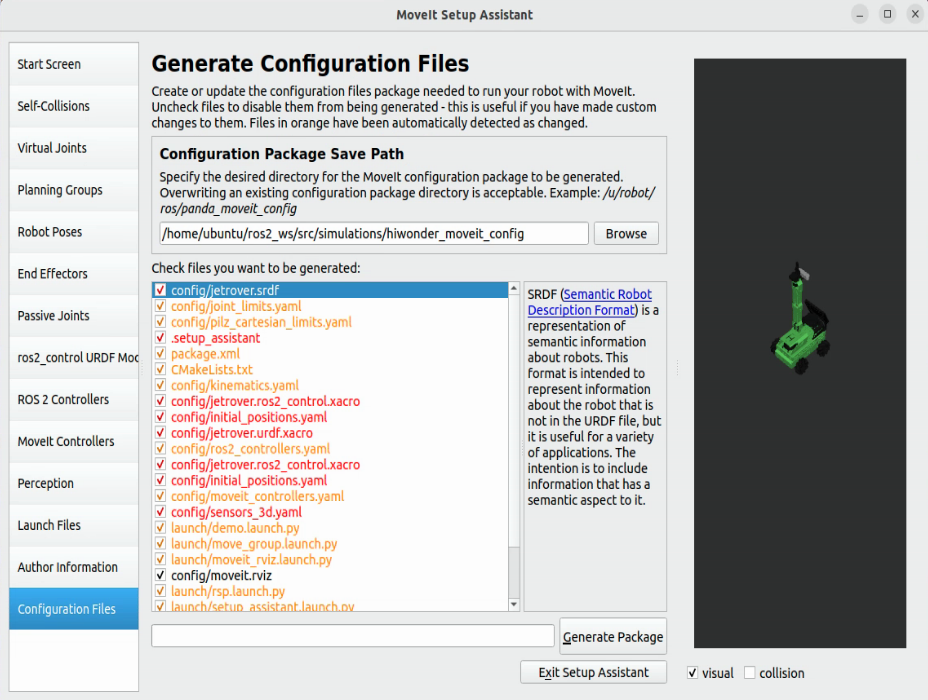 MoveIt Setup Assistant
Start Screen
Self-Collisions
Virtual Joints
Planning Groups
Robot Poses
End Effectors
Passive Joints
ros2_control URDF Mod
ROS 2 Controllers
MoveIt Controllers
Perception
Launch Files
Author Information
Configuration Files
Generate Configuration Files
Create or update the configuration files package needed to run your robot with MoveIt.
Uncheck files to disable them from being generated - this is useful if you have made custom
changes to them. Files in orange have been automatically detected as changed.
Configuration Package Save Path
Specify the desired directory for the MoveIt configuration package to be generated.
Overwriting an existing configuration package directory is acceptable. Example: /u/robot/
ros/panda_moveit_config
/home/ubuntu/ros2_ws/src/simulations/hiwonder_moveit_config
Browse
Check files you want to be generated:
config/jetrover.srdf
config/joint_limits.yaml
config/pilz_cartesian_limits.yaml
.setup_assistant
package.xml
CMakeLists.txt
config/kinematics.yaml
config/jetrover.ros2_control.xacro
config/initial_positions.yaml
config/jetrover.urdf.xacro
config/ros2_controllers.yaml
config/jetrover.ros2_control.xacro
config/initial_positions.yaml
config/moveit_controllers.yaml
config/sensors_3d.yaml
launch/demo.launch.py
launch/move_group.launch.py
launch/moveit_rviz.launch.py
config/moveit.rviz
launch/rsp.launch.py
launch/setup_assistant.launch.py
SRDF (Semantic Robot
Description Format) is a
representation of
semantic information
about robots. This
format is intended to
represent information
about the robot that is
not in the URDF file, but
it is useful for a variety
of applications. The
intention is to include
information that has a
semantic aspect to it.
Generate Package
Exit Setup Assistant
visual
collision